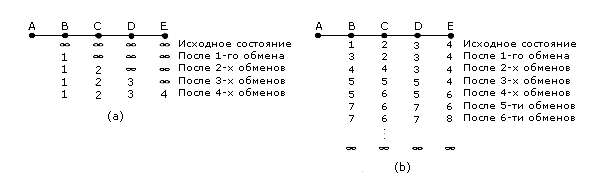 A B C D E A B C D E
∞ ∞ ∞ ∞ Исходное состояние 1 2 3 4 Исходное состояние
1 ∞ ∞ ∞ После 1-го обмена 3 2 3 4 После 1-го обмена
1 2 ∞ ∞ После 2-х обменов 4 4 3 4 После 2-х обменов
1 2 3 ∞ После 3-х обменов 5 5 5 4 После 3-х обменов
1 2 3 4 После 4-х обменов 5 6 5 6 После 4-х обменов
7 6 7 6 После 5-ти обменов
(a) 7 6 7 8 После 6-ти обменов
⋮
∞ ∞ ∞ ∞
(b)